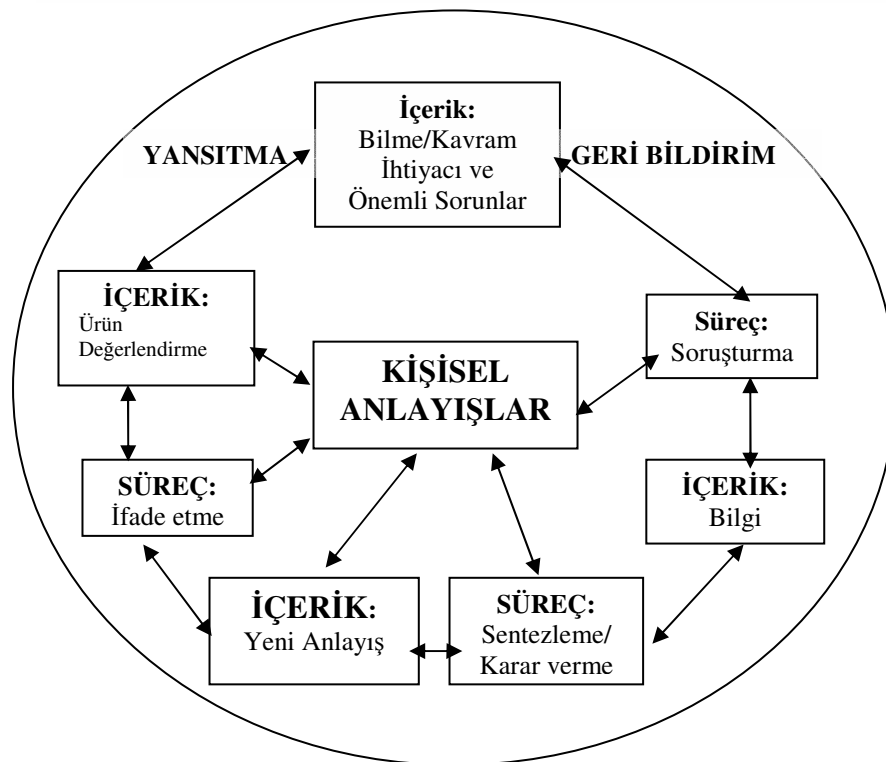 İçerik:
Bilme/Kavram
İhtiyacı ve
Önemli Sorunlar
YANSITMA
GERİ BİLDİRİM
İÇERİK:
Ürün
Değerlendirme
Süreç:
Soruşturma
KİŞİSEL
ANLAYIŞLAR
SÜREÇ:
İfade etme
İÇERİK:
Bilgi
İÇERİK:
Yeni Anlayış
SÜREÇ:
Sentezleme/
Karar verme